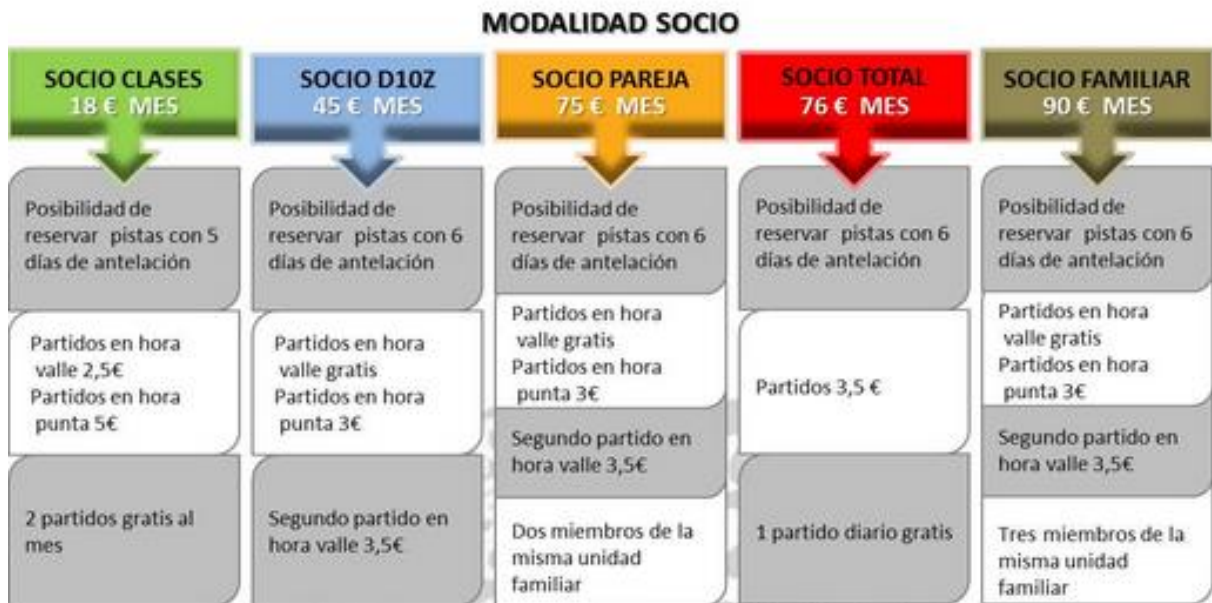 MODALIDAD SOCIO
SOCIO CLASES
18 € MES
Posibilidad de
reservar pistas con 5
días de antelación
Partidos en hora
valle 2,5€
Partidos en hora
punta 5€
2 partidos gratis al
mes
SOCIO D10Z
45 € MES
Posibilidad de
reservar pistas con 6
días de antelación
Partidos en hora
valle gratis
Partidos en hora
punta 3€
Segundo partido en
hora valle 3,5€
SOCIO PAREJA
75 € MES
Posibilidad de
reservar pistas con 6
días de antelación
Partidos en hora
valle gratis
Partidos en hora
punta 3€
Segundo partido en
hora valle 3,5€
Dos miembros de la
misma unidad
familiar
SOCIO TOTAL
76 € MES
Posibilidad de
reservar pistas con 6
días de antelación
Partidos 3,5 €
1 partido diario gratis
SOCIO FAMILIAR
90 € MES
Posibilidad de
reservar pistas con 6
días de antelación
Partidos en hora
valle gratis
Partidos en hora
punta 3€
Segundo partido en
hora valle 3,5€
Tres miembros de la
misma unidad
familiar